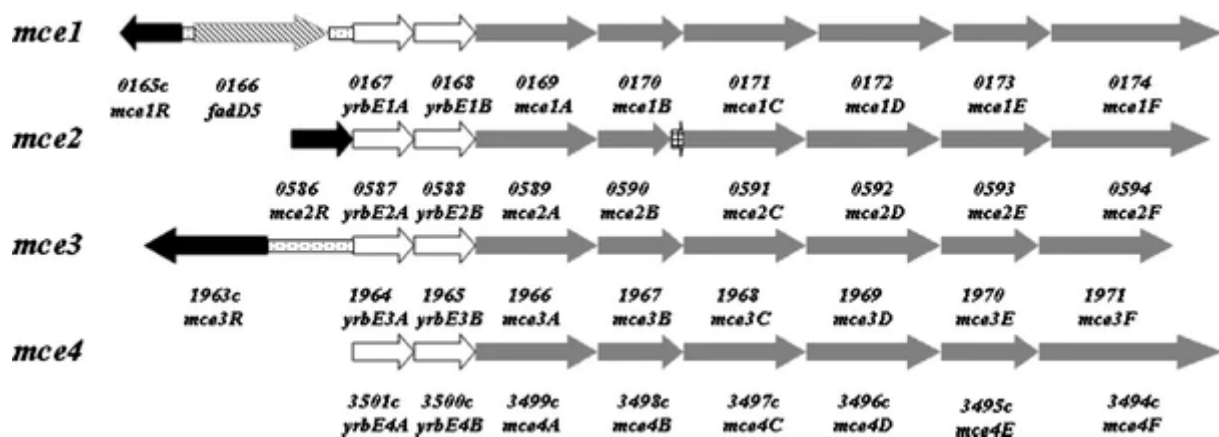 mce1
0165c 0166 0167 0168 0169 0170 0171 0172 0173 0174
mce1R fadD5 yrbE1A yrbE1B mce1A mce1B mce1C mce1D mce1E mce1F
mce2
0586 0587 0588 0589 0590 0591 0592 0593 0594
mce2R yrbE2A yrbE2B mce2A mce2B mce2C mce2D mce2E mce2F
mce3
1963c 1964 1965 1966 1967 1968 1969 1970 1971
mce3R yrbE3A yrbE3B mce3A mce3B mce3C mce3D mce3E mce3F
mce4
3501c 3500c 3499c 3498c 3497c 3496c 3495c 3494c
yrbE4A yrbE4B mce4A mce4B mce4C mce4D mce4E mce4F